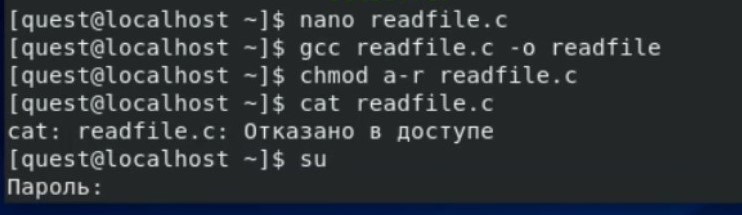 [quest@localhost ~]$ nano readfile.c
[quest@localhost ~]$ gcc readfile.c -o readfile
[quest@localhost ~]$ chmod a-r readfile.c
[quest@localhost ~]$ cat readfile.c
cat: readfile.c: Отказано в доступе
[quest@localhost ~]$ su
Пароль: